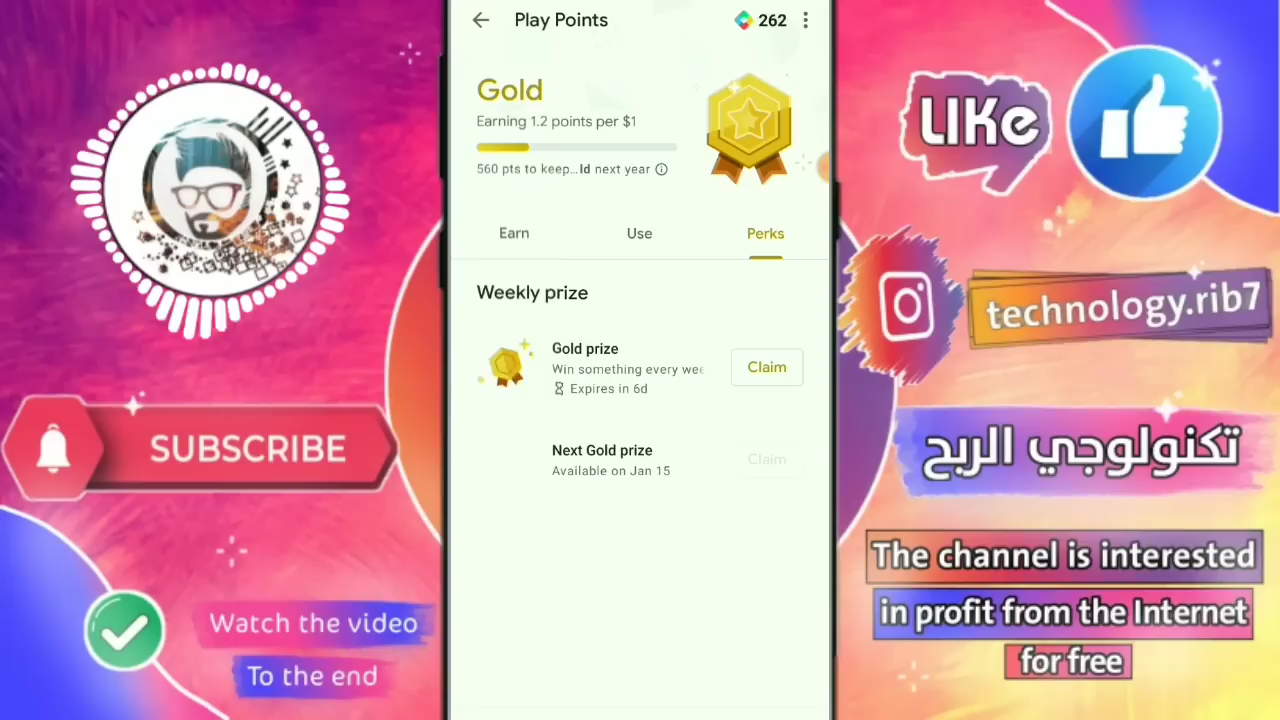 SUBSCRIBE
Watch the video
To the end
Play Points
262
Gold
Earning 1.2 points per $1
560 pts to keep...ld next year
Earn
Use
Perks
Weekly prize
Gold prize
Win something every wee
Expires in 6d
Claim
Next Gold prize
Available on Jan 15
Claim
LIKe
technology.rib7
تكنولوجي الربح
The channel is interested
in profit from the Internet
for free